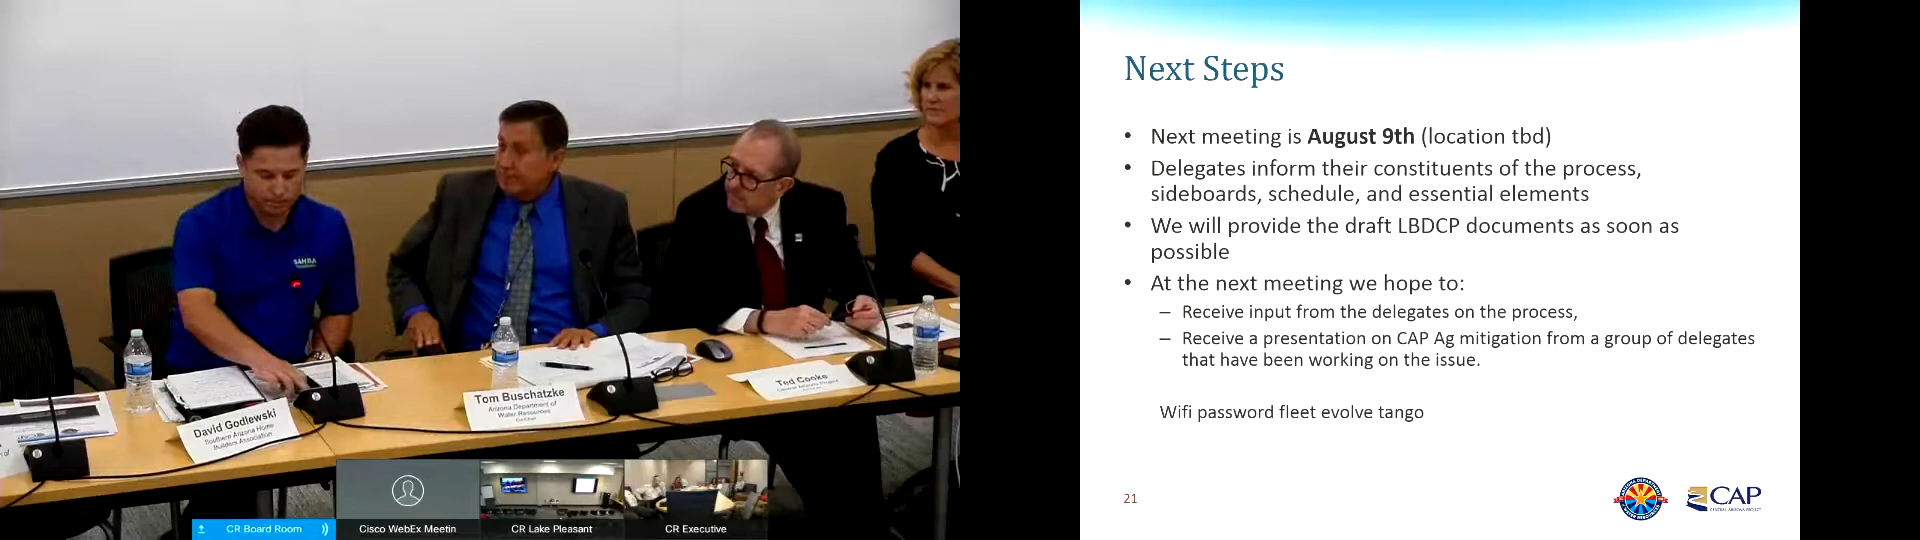 SAHBA
David Godlewski
Southern Arizona Home
Builders Association
Tom Buschatzke
Arizona Department of
Water Resources
Ted Cooke
Central Arizona Project
CR Board Room
Cisco WebEx Meetin
CR Lake Pleasant
CR Executive
Next Steps
• Next meeting is August 9th (location tbd)
• Delegates inform their constituents of the process,
sideboards, schedule, and essential elements
• We will provide the draft LBDCP documents as soon as
possible
• At the next meeting we hope to:
– Receive input from the delegates on the process,
– Receive a presentation on CAP Ag mitigation from a group of delegates
that have been working on the issue.
Wifi password fleet evolve tango
21
CAP
CENTRAL ARIZONA PROJECT